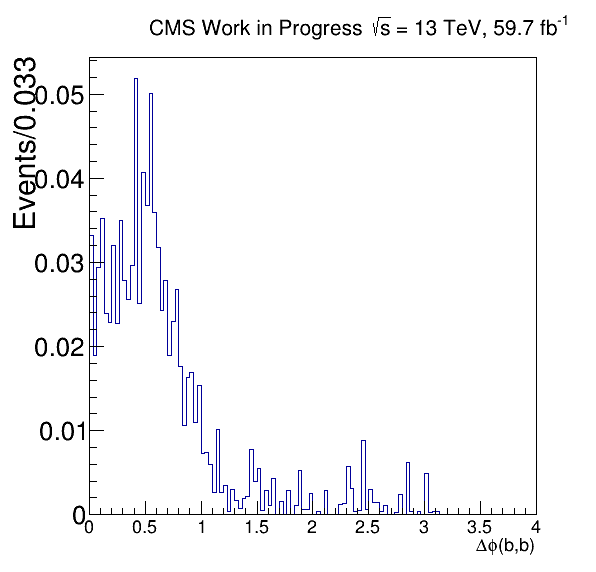 CMS Work in Progress √s = 13 TeV, 59.7 fb⁻¹
Events/0.033
0.05
0.04
0.03
0.02
0.01
0
0 0.5 1 1.5 2 2.5 3 3.5 4
Δϕ(b,b)